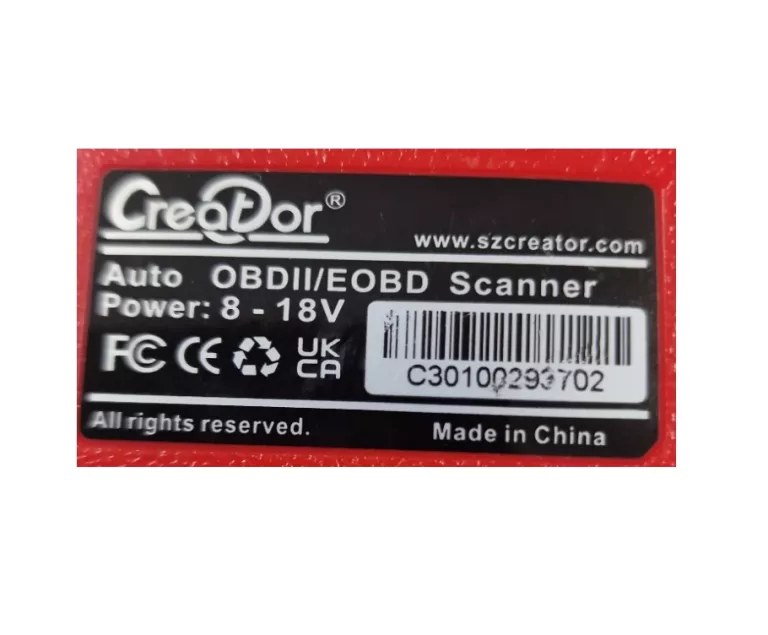 CreaDor®
www.szcreator.com
Auto OBDII/EOBD Scanner
Power: 8 - 18V
FC CE UK CA
C30100293702
All rights reserved.
Made in China